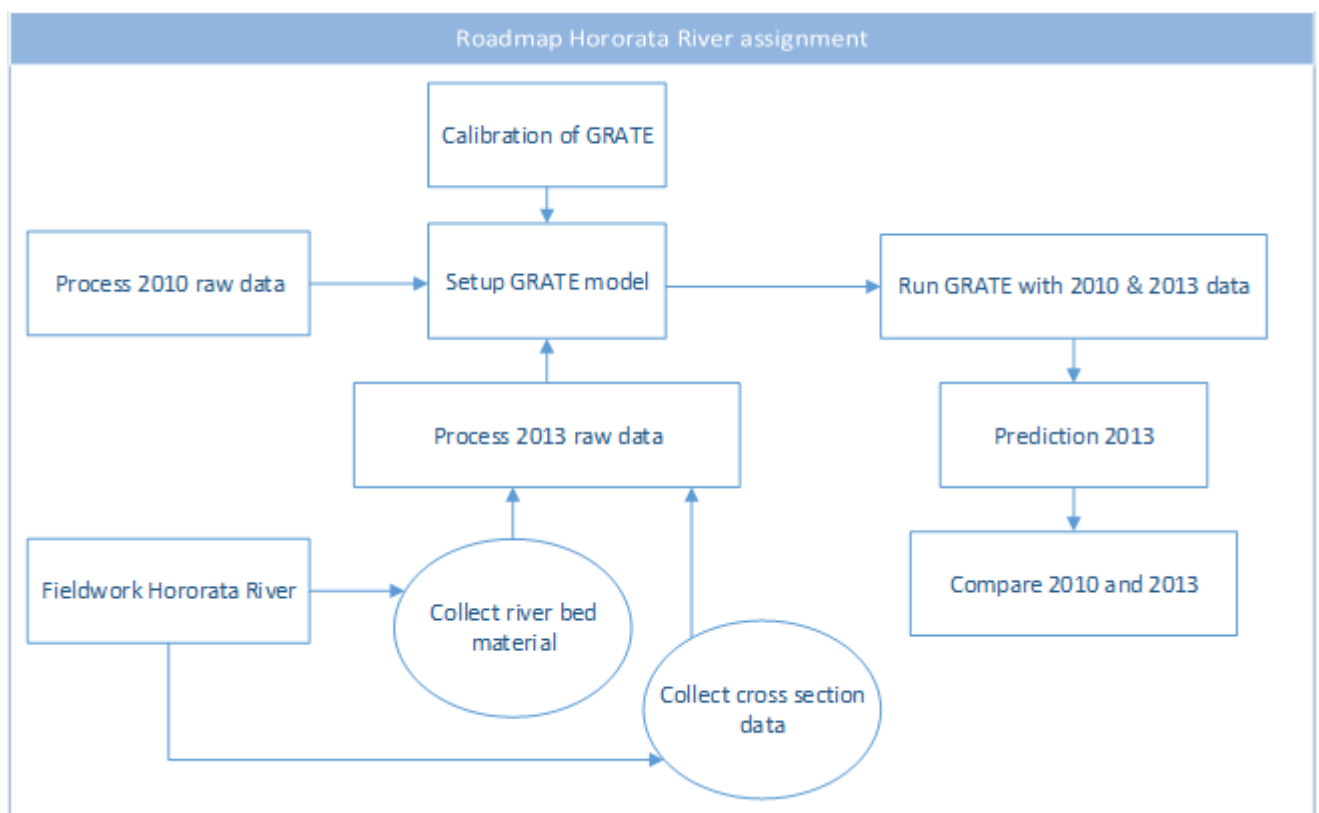 Roadmap Hororata River assignment
Calibration of GRATE
Process 2010 raw data
Setup GRATE model
Run GRATE with 2010 & 2013 data
Process 2013 raw data
Prediction 2013
Fieldwork Hororata River
Collect river bed
material
Compare 2010 and 2013
Collect cross section
data